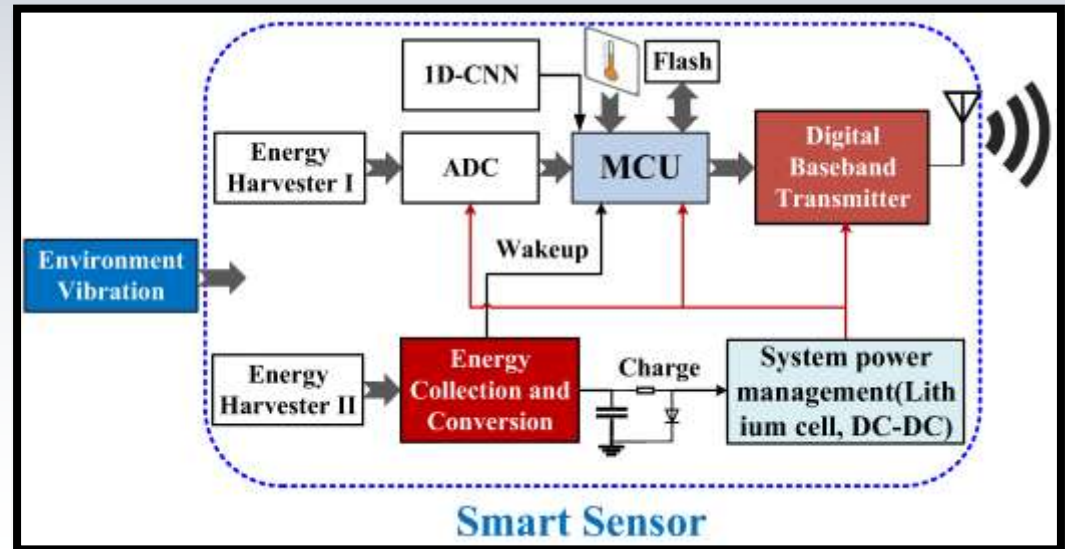 1D-CNN
Flash
Energy
Harvester I
ADC
MCU
Digital
Baseband
Transmitter
Wakeup
Environment
Vibration
Energy
Harvester II
Energy
Collection and
Conversion
Charge
System power
management(Lith
ium cell, DC-DC)
Smart Sensor